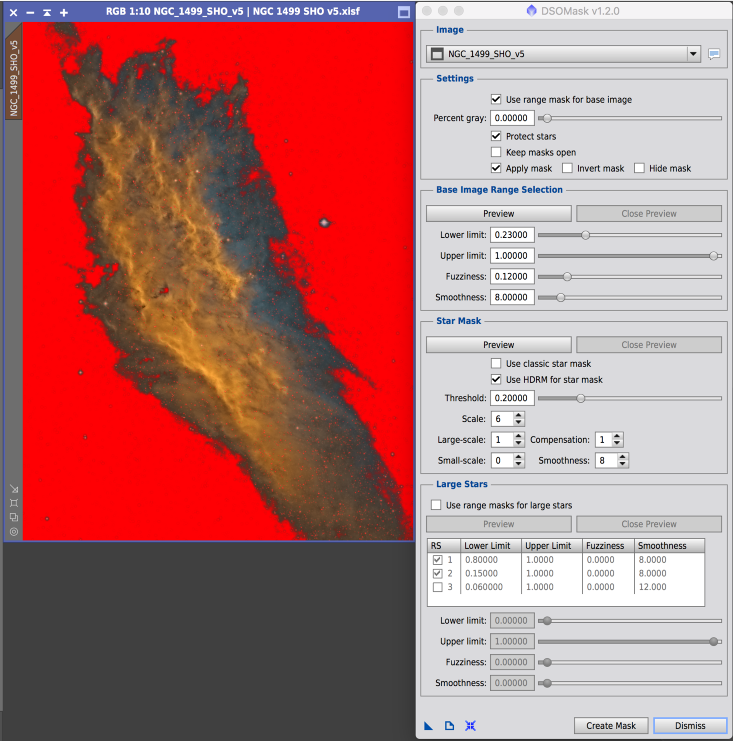 RGB 1:10 NGC_1499_SHO_v5 | NGC 1499 SHO v5.xisf
NGC_1499_SHO_v5
DSOMask v1.2.0
Image
NGC_1499_SHO_v5
Settings
Use range mask for base image
Percent gray: 0.00000
Protect stars
Keep masks open
Apply mask Invert mask Hide mask
Base Image Range Selection
Preview Close Preview
Lower limit: 0.23000
Upper limit: 1.00000
Fuzziness: 0.12000
Smoothness: 8.00000
Star Mask
Preview Close Preview
Use classic star mask
Use HDRM for star mask
Threshold: 0.20000
Scale: 6
Large-scale: 1 Compensation: 1
Small-scale: 0 Smoothness: 8
Large Stars
Use range masks for large stars
Preview Close Preview
RS Lower Limit Upper Limit Fuzziness Smoothness
1 0.80000 1.0000 0.0000 8.0000
2 0.15000 1.0000 0.0000 8.0000
3 0.060000 1.0000 0.0000 12.000
Lower limit: 0.00000
Upper limit: 1.00000
Fuzziness: 0.00000
Smoothness: 0.00000
Create Mask Dismiss